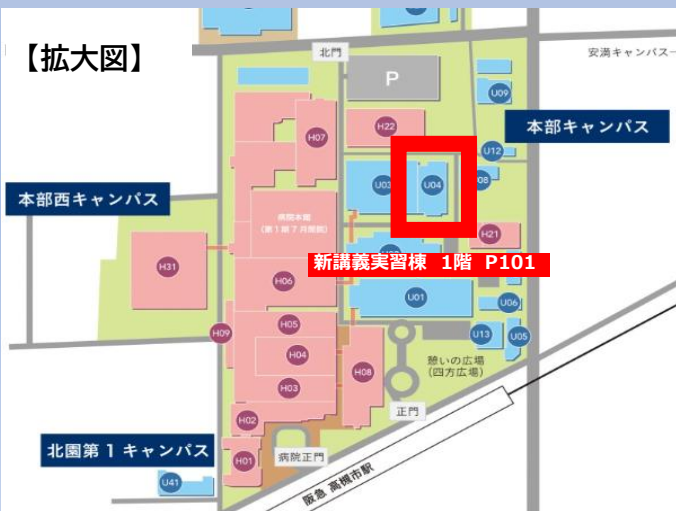 【拡大図】
北門
安満キャンパス
P
U09
H22
本部キャンパス
H07
U12
U03
U04
08
本部西キャンパス
病院本館
(第1期7月開院)
H21
H31
新講義実習棟 1階 P101
H06
U01
U06
H05
H09
U13
U05
H04
憩いの広場
(四方広場)
H08
H03
正門
H02
北園第1キャンパス
病院正門
H01
U41
阪急 高槻市駅